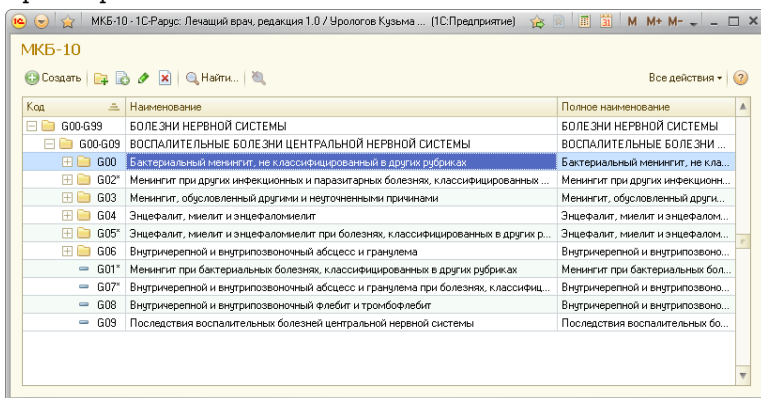 МКБ-10 - 1С-Рарус: Лечащий врач, редакция 1.0 / Урологов Кузьма ... (1С:Предприятие) M M+ M-
МКБ-10
Создать Найти... Все действия
Код Наименование Полное наименование
G00-G99 БОЛЕЗНИ НЕРВНОЙ СИСТЕМЫ БОЛЕЗНИ НЕРВНОЙ СИСТЕМЫ
G00-G09 ВОСПАЛИТЕЛЬНЫЕ БОЛЕЗНИ ЦЕНТРАЛЬНОЙ НЕРВНОЙ СИСТЕМЫ ВОСПАЛИТЕЛЬНЫЕ БОЛЕЗНИ ...
G00 Бактериальный менингит, не классифицированный в других рубриках Бактериальный менингит, не кла...
G02* Менингит при других инфекционных и паразитарных болезнях, классифицированных ... Менингит при других инфекционн...
G03 Менингит, обусловленный другими и неуточненными причинами Менингит, обусловленный други...
G04 Энцефалит, миелит и энцефаломиелит Энцефалит, миелит и энцефалом...
G05* Энцефалит, миелит и энцефаломиелит при болезнях, классифицированных в других р... Энцефалит, миелит и энцефалом...
G06 Внутричерепной и внутрипозвоночный абсцесс и гранулема Внутричерепной и внутрипозвоно...
G01* Менингит при бактериальных болезнях, классифицированных в других рубриках Менингит при бактериальных бол...
G07* Внутричерепной и внутрипозвоночный абсцесс и гранулема при болезнях, классифиц... Внутричерепной и внутрипозвоно...
G08 Внутричерепной и внутрипозвоночный флебит и тромбофлебит Внутричерепной и внутрипозвоно...
G09 Последствия воспалительных болезней центральной нервной системы Последствия воспалительных бо...